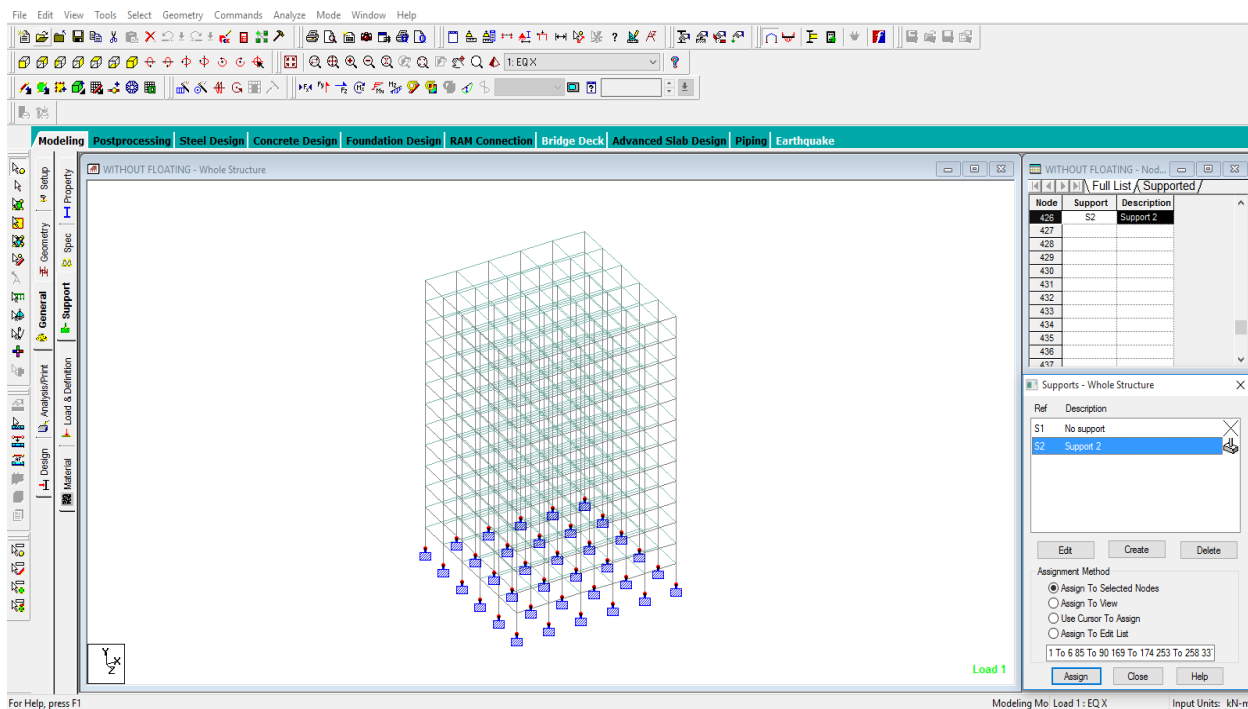 File Edit View Tools Select Geometry Commands Analyze Mode Window Help
1: EQ X
Modeling Postprocessing Steel Design Concrete Design Foundation Design RAM Connection Bridge Deck Advanced Slab Design Piping Earthquake
Setup
Geometry
General
Analysis/Print
Design
Property
Spec
Support
Load & Definition
Material
WITHOUT FLOATING - Whole Structure
Load 1
WITHOUT FLOATING - Nod...
Full List Supported
Node Support Description
426 S2 Support 2
427
428
429
430
431
432
433
434
435
436
437
Supports - Whole Structure
Ref Description
S1 No support
S2 Support 2
Edit Create Delete
Assignment Method
Assign To Selected Nodes
Assign To View
Use Cursor To Assign
Assign To Edit List
1 To 6 85 To 90 169 To 174 253 To 258 33
Assign Close Help
Y
X
Z
For Help, press F1
Modeling Mo Load 1 : EQ X Input Units: kN-m